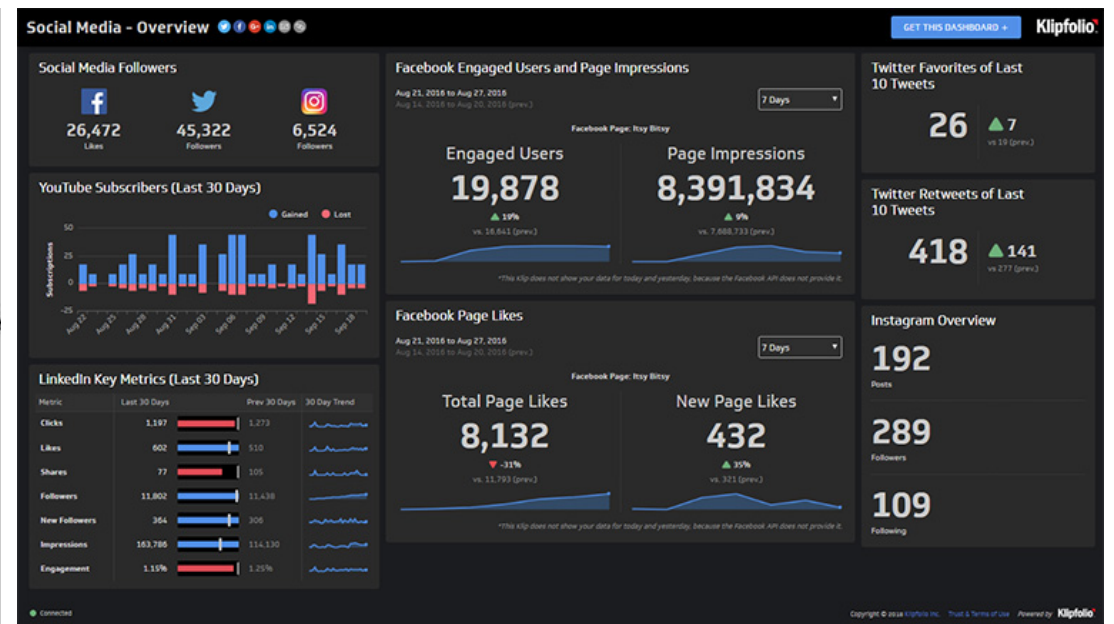 Social Media - Overview
GET THIS DASHBOARD +
Klipfolio
Social Media Followers
26,472
Likes
45,322
Followers
6,524
Followers
YouTube Subscribers (Last 30 Days)
Gained Lost
Subscriptions
50
25
0
-25
Aug 22 Aug 25 Aug 28 Aug 31 Sep 03 Sep 06 Sep 09 Sep 12 Sep 15 Sep 18
LinkedIn Key Metrics (Last 30 Days)
Metric Last 30 Days Prev 30 Days 30 Day Trend
Clicks 1,197 1,273
Likes 602 510
Shares 77 105
Followers 11,802 11,438
New Followers 364 306
Impressions 163,786 114,130
Engagement 1.15% 1.25%
Facebook Engaged Users and Page Impressions
Aug 21, 2016 to Aug 27, 2016
Aug 14, 2016 to Aug 20, 2016 (prev.)
7 Days
Facebook Page: Itsy Bitsy
Engaged Users
19,878
19%
vs. 16,641 (prev.)
Page Impressions
8,391,834
9%
vs. 7,688,733 (prev.)
*This Klip does not show your data for today and yesterday, because the Facebook API does not provide it.
Facebook Page Likes
Aug 21, 2016 to Aug 27, 2016
Aug 14, 2016 to Aug 20, 2016 (prev.)
7 Days
Facebook Page: Itsy Bitsy
Total Page Likes
8,132
-31%
vs. 11,793 (prev.)
New Page Likes
432
35%
vs. 321 (prev.)
*This Klip does not show your data for today and yesterday, because the Facebook API does not provide it.
Twitter Favorites of Last
10 Tweets
26
7
vs 19 (prev.)
Twitter Retweets of Last
10 Tweets
418
141
vs 277 (prev.)
Instagram Overview
192
Posts
289
Followers
109
Following
Connected
Copyright © 2018 Klipfolio Inc. Trust & Terms of Use Powered by Klipfolio